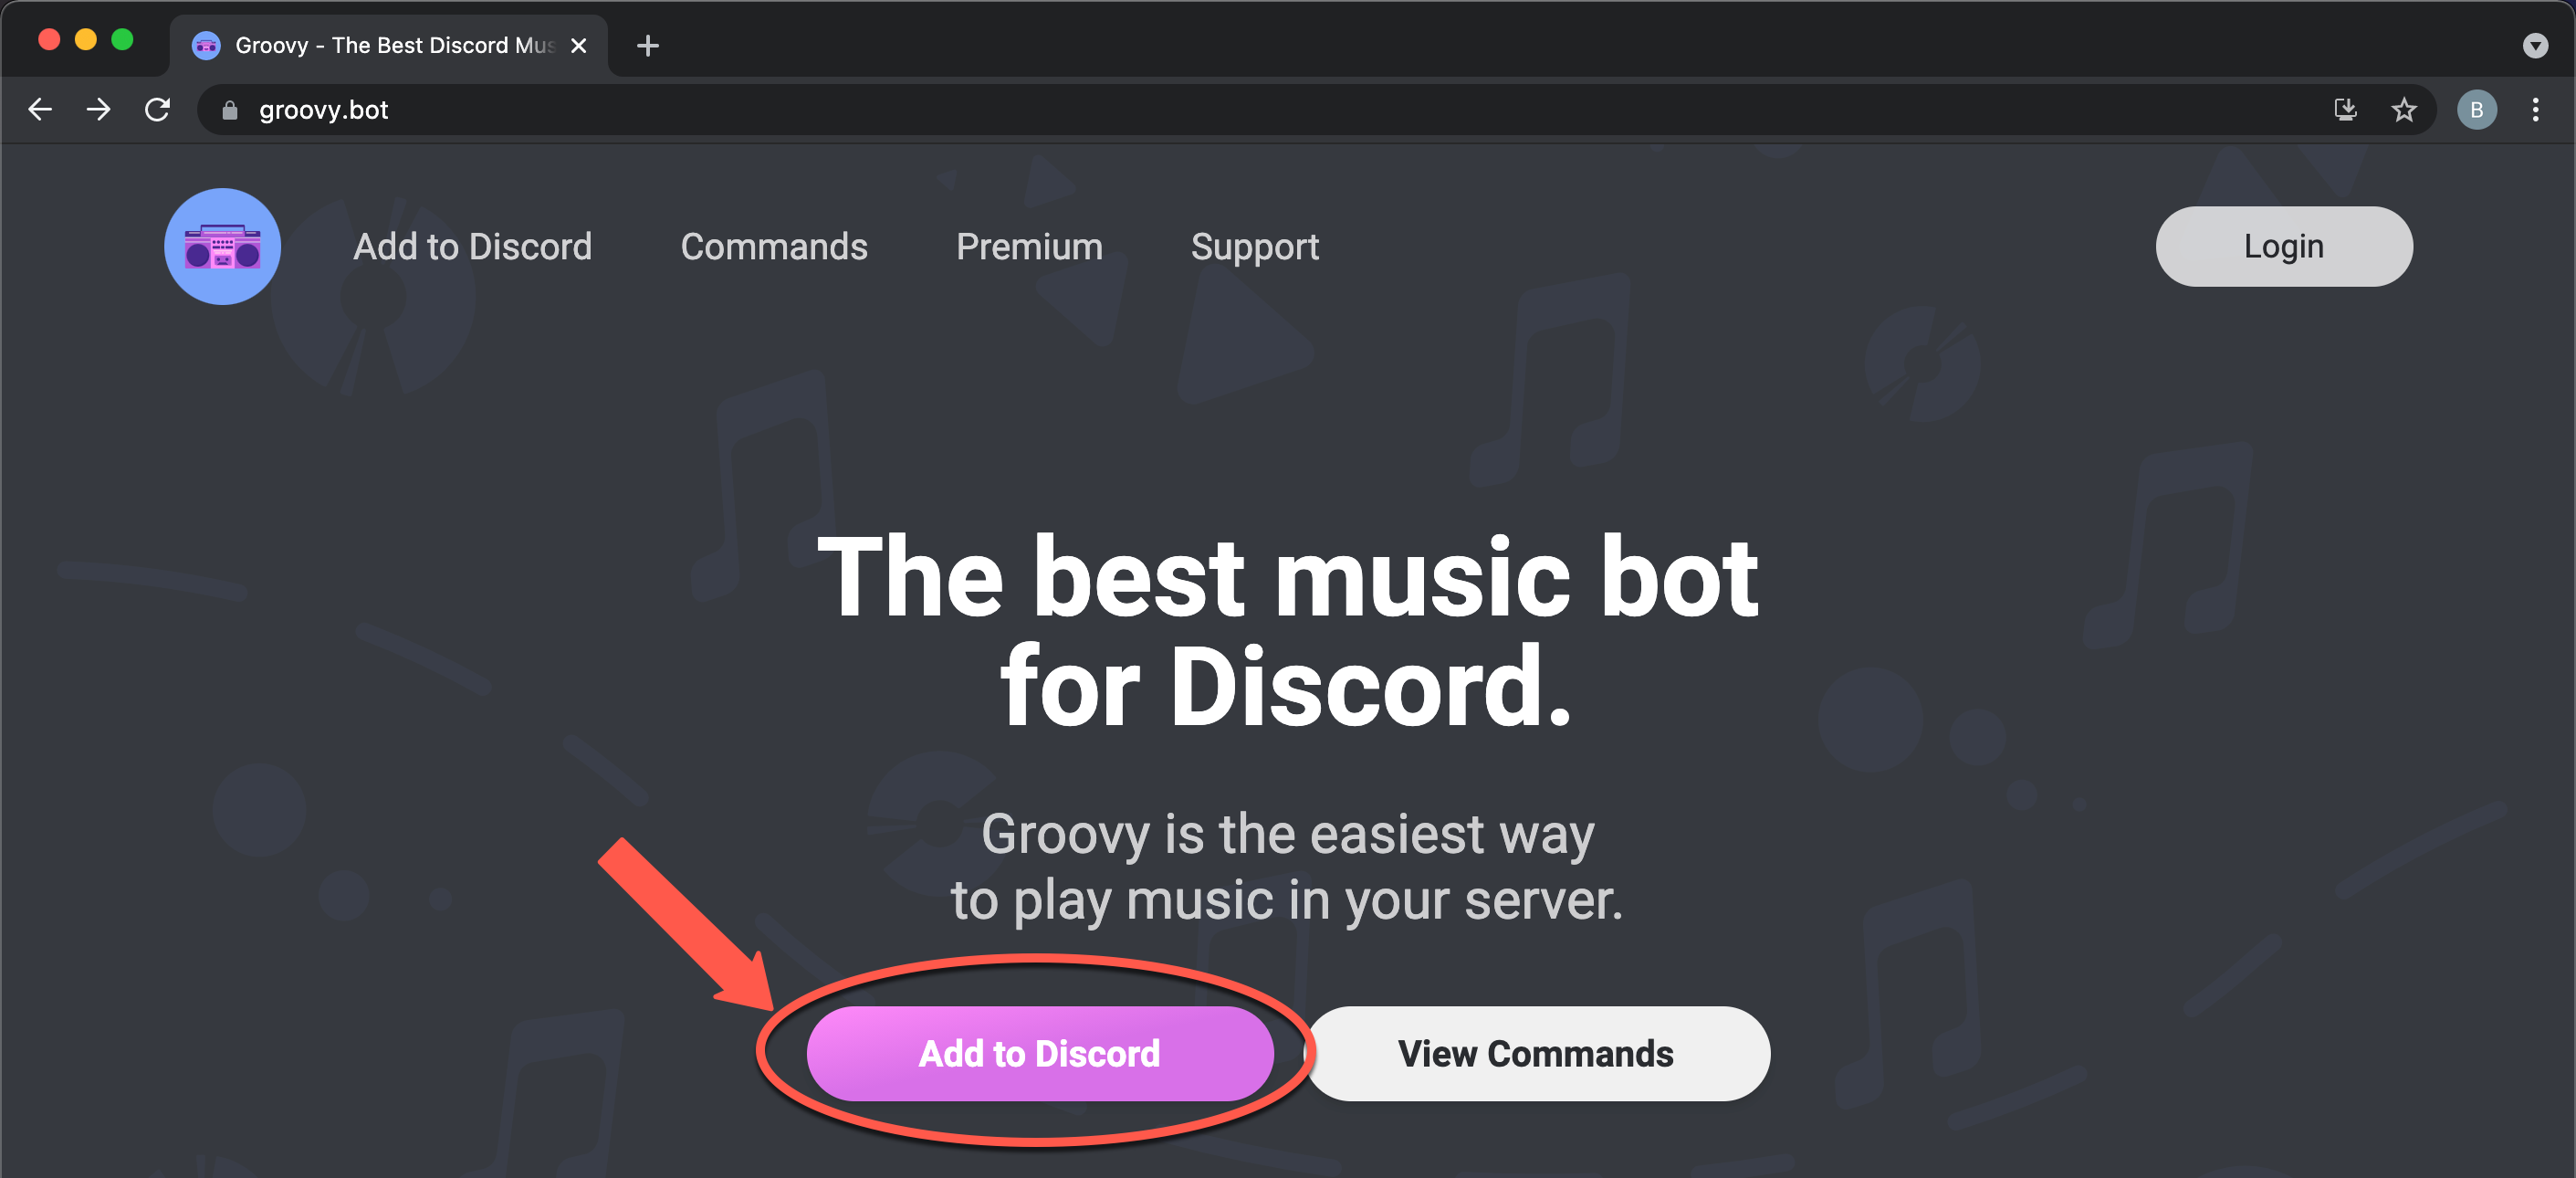 Groovy - The Best Discord Mus
groovy.bot
B
Add to Discord
Commands
Premium
Support
Login
The best music bot
for Discord.
Groovy is the easiest way
to play music in your server.
Add to Discord
View Commands